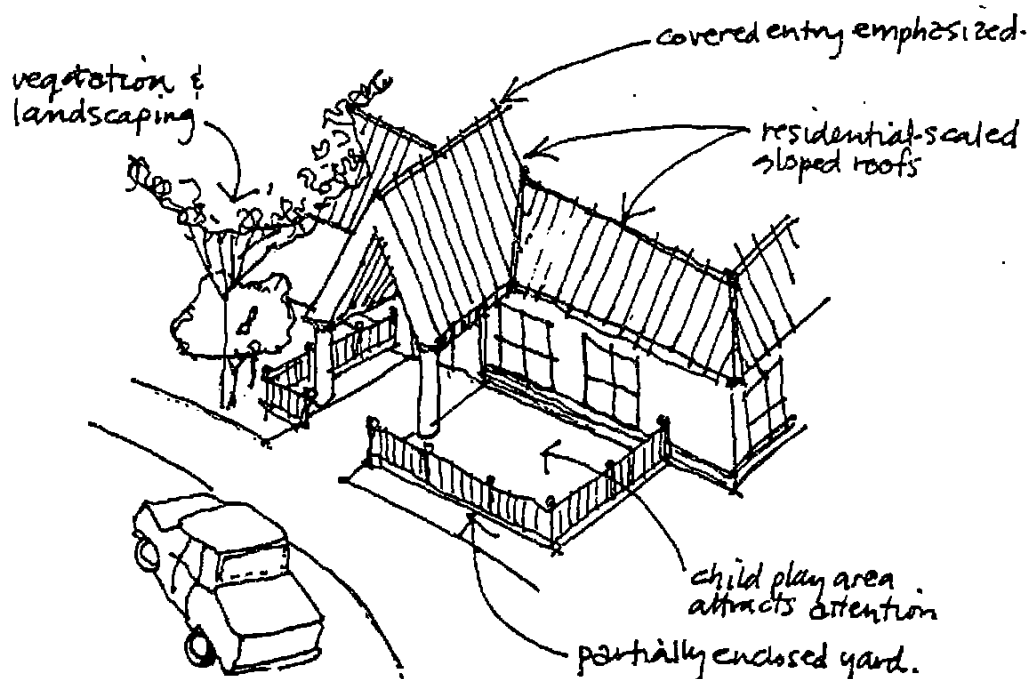 covered entry emphasized.
vegetation &
landscaping
residential-scaled
sloped roofs
child play area
attracts attention
partially enclosed yard.